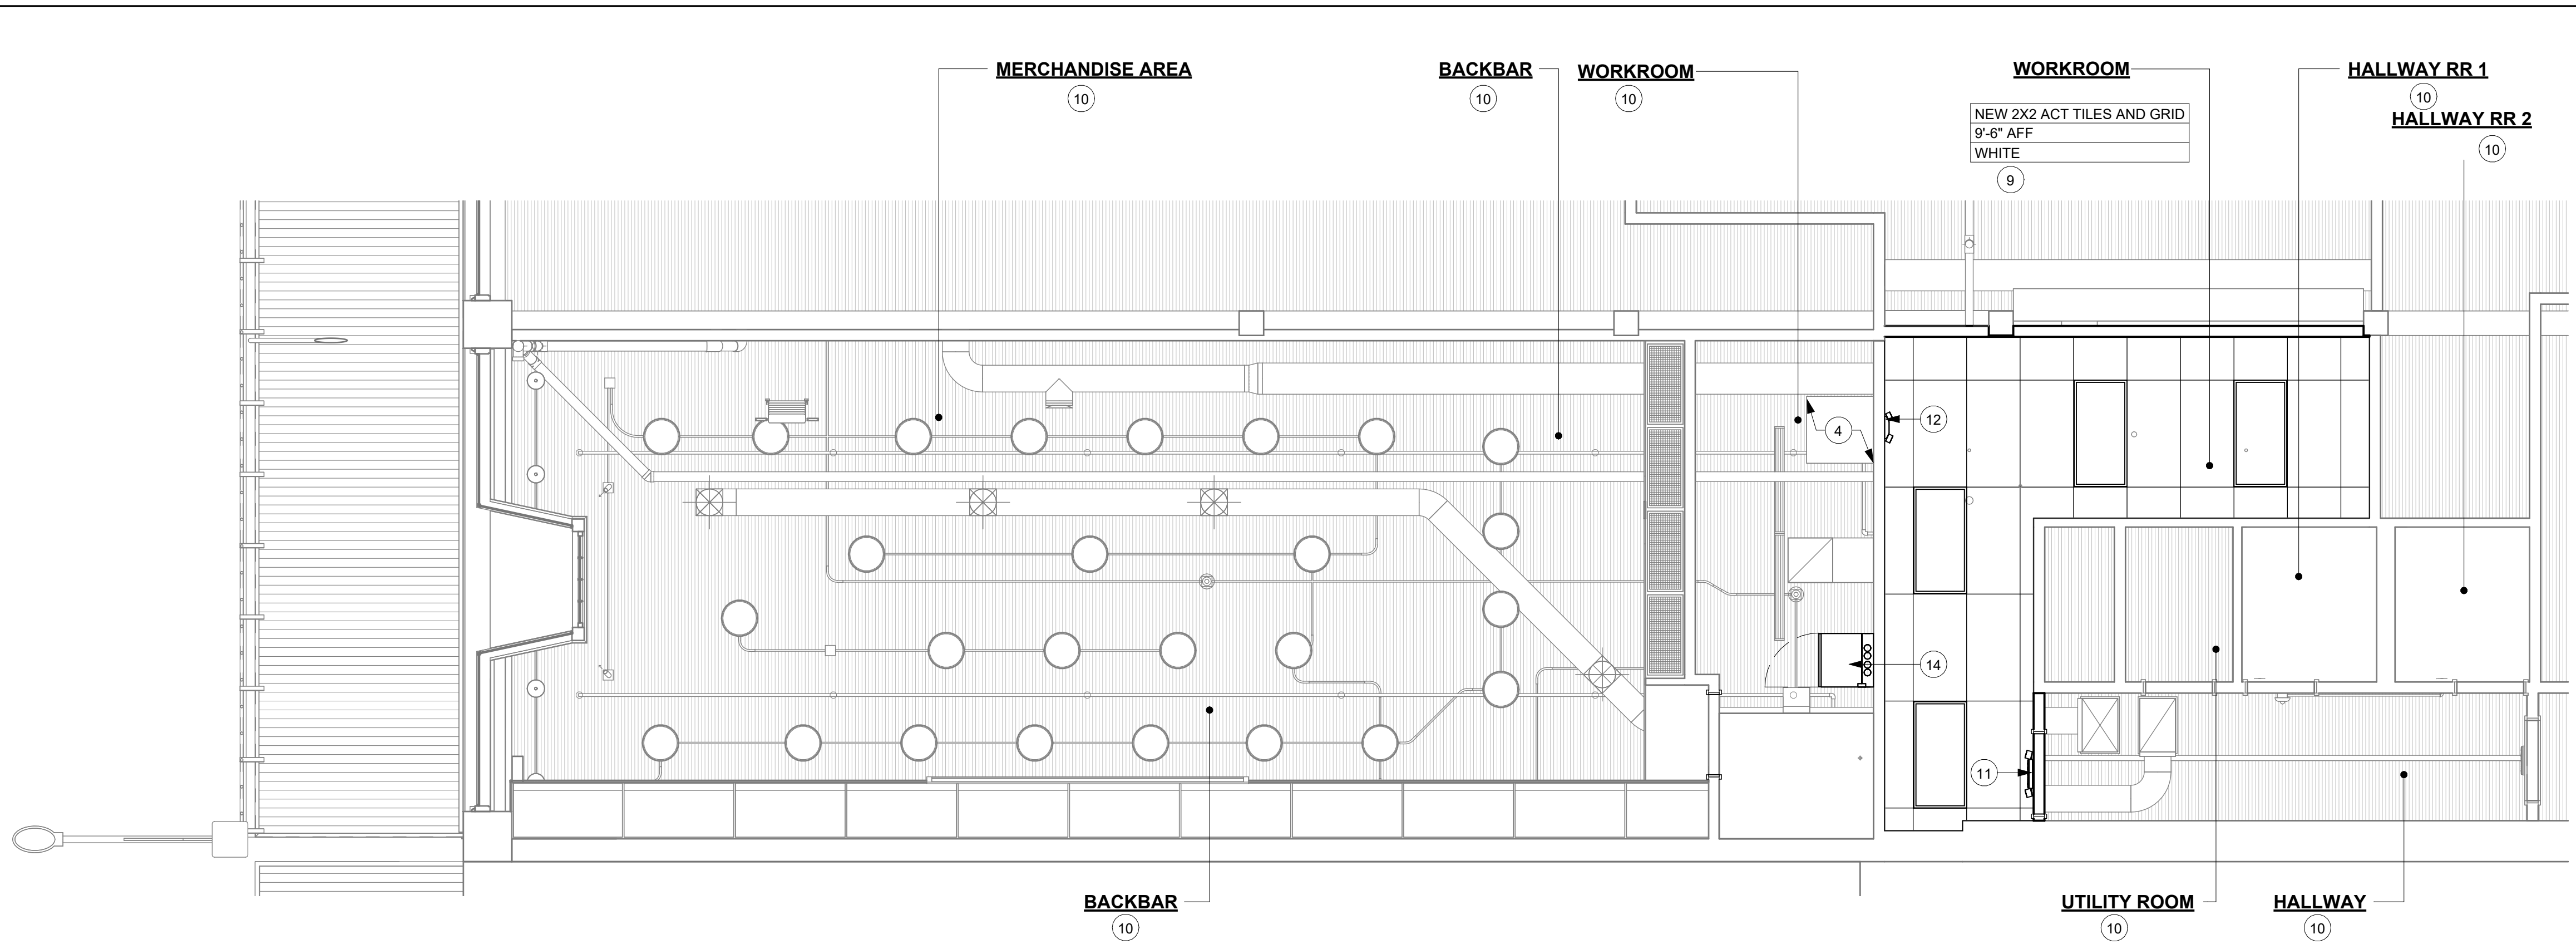 MERCHANDISE AREA
10
BACKBAR
10
WORKROOM
10
WORKROOM
NEW 2X2 ACT TILES AND GRID
9'-6" AFF
WHITE
9
HALLWAY RR 1
10
HALLWAY RR 2
10
12
4
14
11
BACKBAR
10
UTILITY ROOM
10
HALLWAY
10